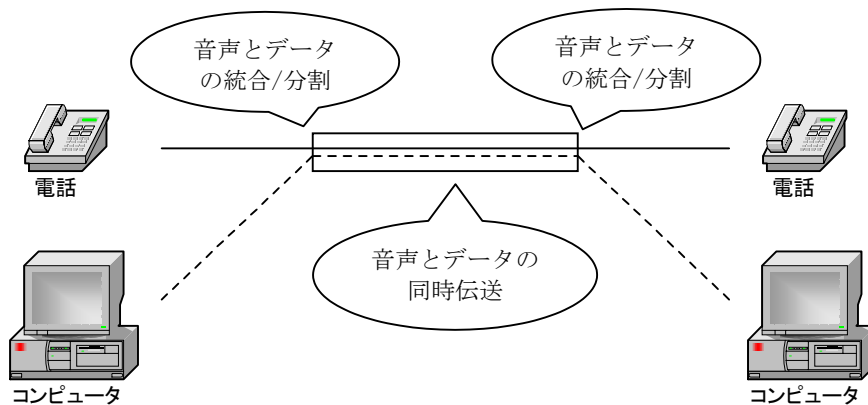 音声とデータ
の統合/分割
音声とデータ
の統合/分割
電話
電話
音声とデータの
同時伝送
コンピュータ
コンピュータ